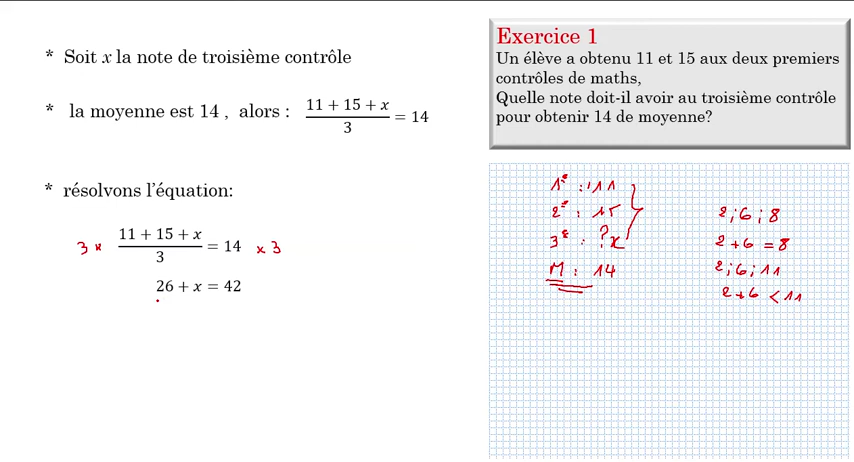 * Soit x la note de troisième contrôle
* la moyenne est 14 , alors : (11 + 15 + x)/3 = 14
* résolvons l'équation:
3 × (11 + 15 + x)/3 = 14 × 3
26 + x = 42
Exercice 1
Un élève a obtenu 11 et 15 aux deux premiers
contrôles de maths,
Quelle note doit-il avoir au troisième contrôle
pour obtenir 14 de moyenne?
1e : 11
2e : 15
3e : ? x
M : 14
2 ; 6 ; 8
2 + 6 = 8
2 ; 6 ; 11
2 + 6 < 11